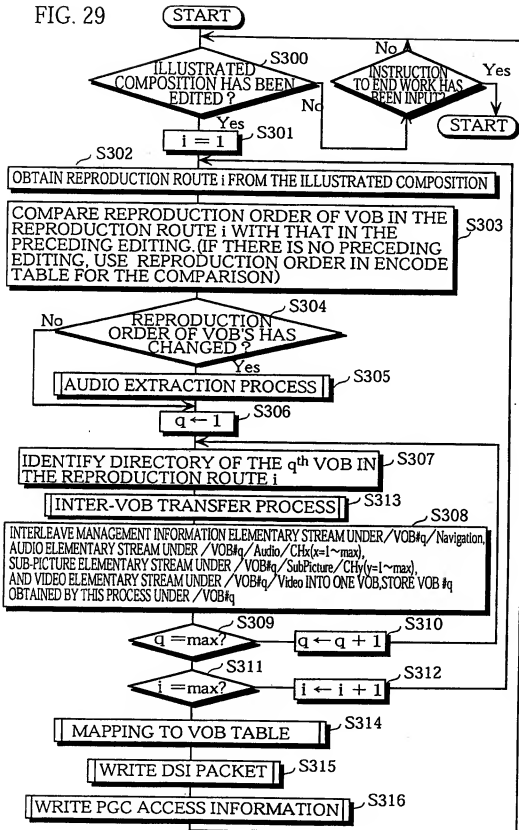 FIG. 29
START
S300
ILLUSTRATED
COMPOSITION HAS BEEN
EDITED ?
No
Yes
No
INSTRUCTION
TO END WORK HAS
BEEN INPUT?
Yes
START
i = 1
S301
S302
OBTAIN REPRODUCTION ROUTE i FROM THE ILLUSTRATED COMPOSITION
COMPARE REPRODUCTION ORDER OF VOB IN THE
REPRODUCTION ROUTE i WITH THAT IN THE
PRECEDING EDITING.(IF THERE IS NO PRECEDING
EDITING, USE REPRODUCTION ORDER IN ENCODE
TABLE FOR THE COMPARISON)
S303
S304
No
REPRODUCTION
ORDER OF VOB'S HAS
CHANGED ?
Yes
AUDIO EXTRACTION PROCESS
S305
q ← 1
S306
IDENTIFY DIRECTORY OF THE qth VOB IN
THE REPRODUCTION ROUTE i
S307
INTER-VOB TRANSFER PROCESS
S313
S308
INTERLEAVE MANAGEMENT INFORMATION ELEMENTARY STREAM UNDER／VOB#q／Navigation,
AUDIO ELEMENTARY STREAM UNDER／VOB#q／Audio／CHx(x=1~max),
SUB-PICTURE ELEMENTARY STREAM UNDER／VOB#q／SubPicture／CHy(y=1~max),
AND VIDEO ELEMENTARY STREAM UNDER／VOB#q／Video INTO ONE VOB,STORE VOB #q
OBTAINED BY THIS PROCESS UNDER／VOB#q
S309
q =max?
S310
q ← q + 1
S311
i =max?
S312
i ← i + 1
MAPPING TO VOB TABLE
S314
WRITE DSI PACKET
S315
WRITE PGC ACCESS INFORMATION
S316